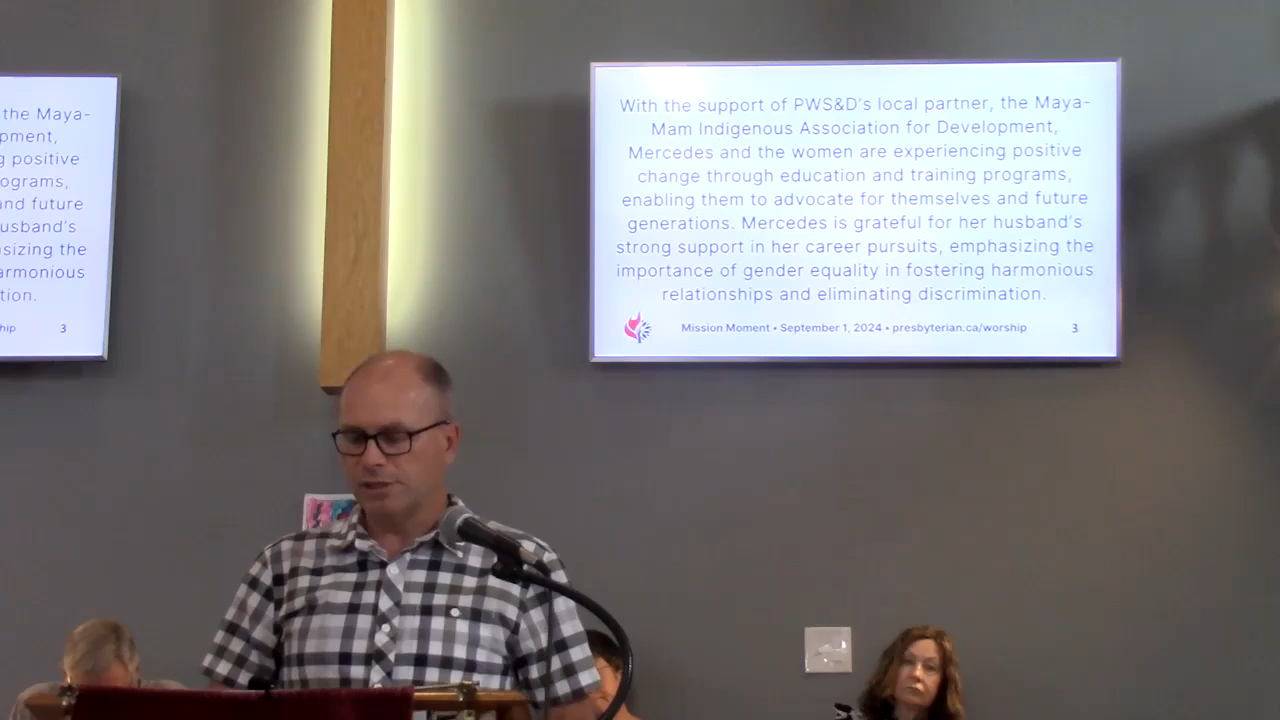 the Maya-
pment,
g positive
ograms,
and future
usband's
sizing the
armonious
tion.
hip 3
With the support of PWS&D's local partner, the Maya-
Mam Indigenous Association for Development,
Mercedes and the women are experiencing positive
change through education and training programs,
enabling them to advocate for themselves and future
generations. Mercedes is grateful for her husband's
strong support in her career pursuits, emphasizing the
importance of gender equality in fostering harmonious
relationships and eliminating discrimination.
Mission Moment • September 1, 2024 • presbyterian.ca/worship 3